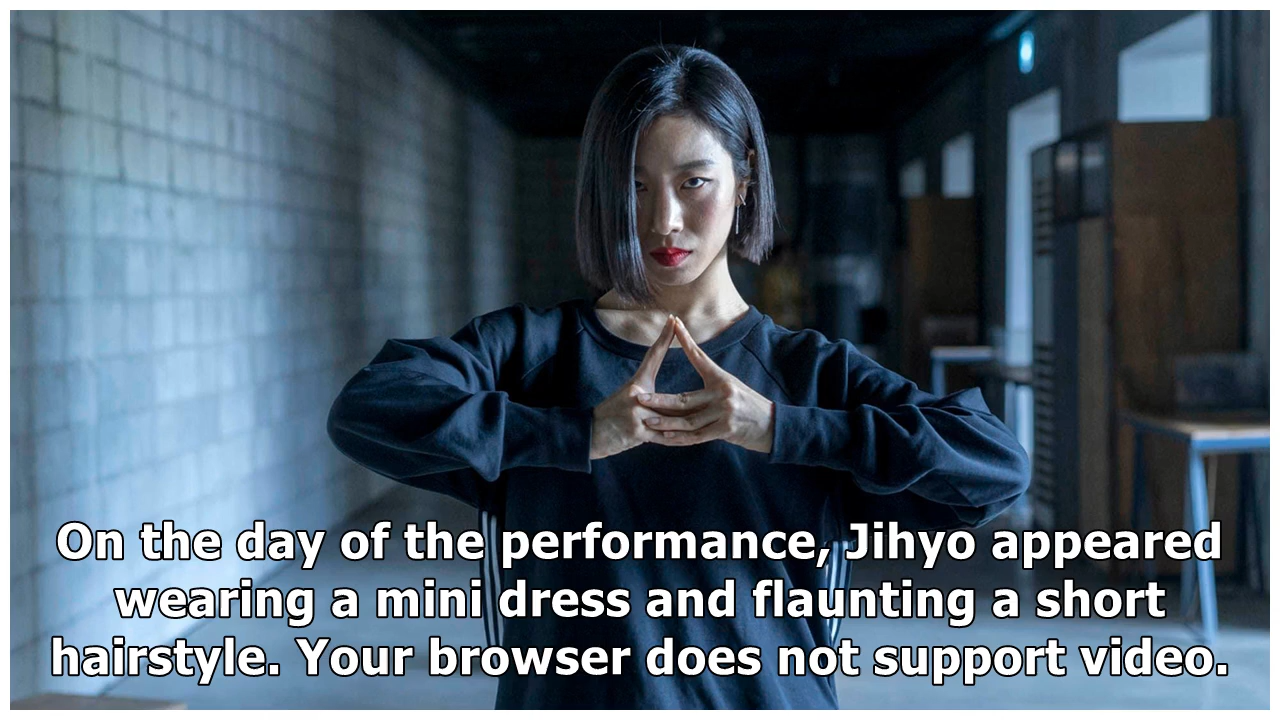 On the day of the performance, Jihyo appeared
wearing a mini dress and flaunting a short
hairstyle. Your browser does not support video.